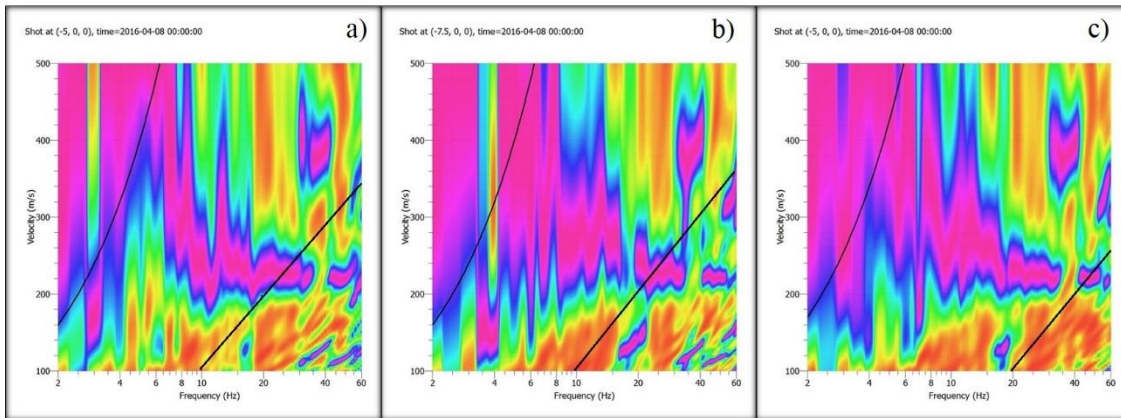 a)
Shot at (-5, 0, 0), time=2016-04-08 00:00:00
500
400
300
200
100
Velocity (m/s)
2 4 6 8 10 20 40 60
Frequency (Hz)
b)
Shot at (-7.5, 0, 0), time=2016-04-08 00:00:00
500
400
300
200
100
Velocity (m/s)
2 4 6 8 10 20 40 60
Frequency (Hz)
c)
Shot at (-5, 0, 0), time=2016-04-08 00:00:00
500
400
300
200
100
Velocity (m/s)
2 4 6 8 10 20 40 60
Frequency (Hz)